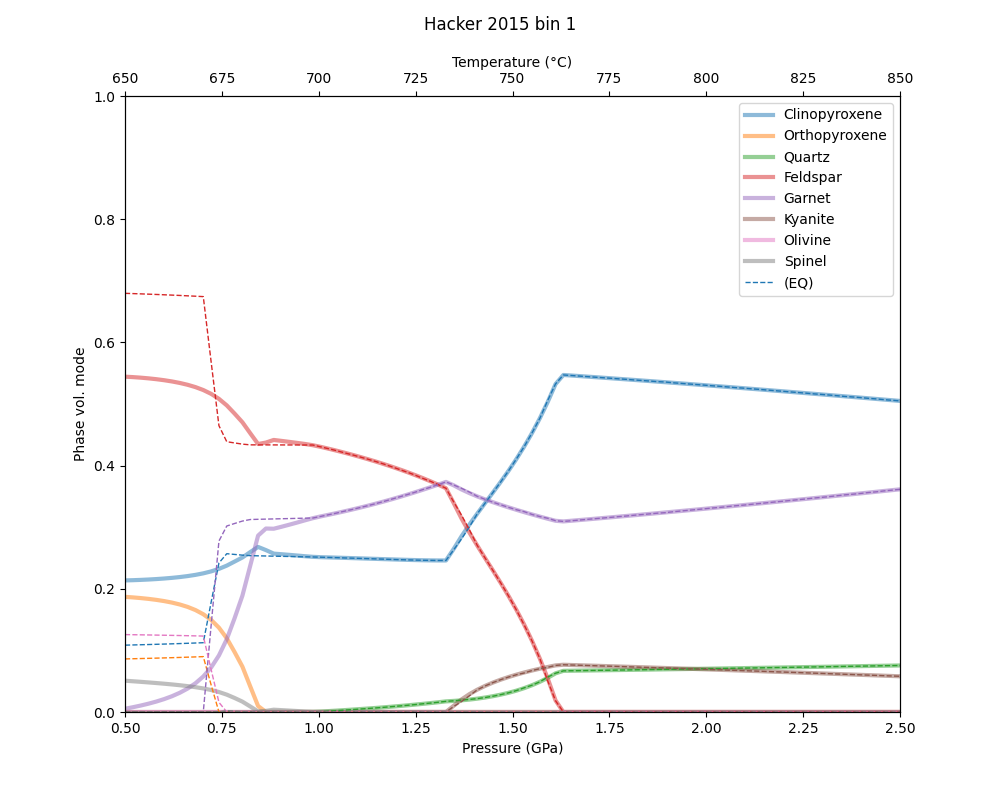 Hacker 2015 bin 1
Temperature (°C)
650 675 700 725 750 775 800 825 850
1.0
0.8
0.6
0.4
0.2
0.0
Phase vol. mode
Clinopyroxene
Orthopyroxene
Quartz
Feldspar
Garnet
Kyanite
Olivine
Spinel
(EQ)
0.50 0.75 1.00 1.25 1.50 1.75 2.00 2.25 2.50
Pressure (GPa)